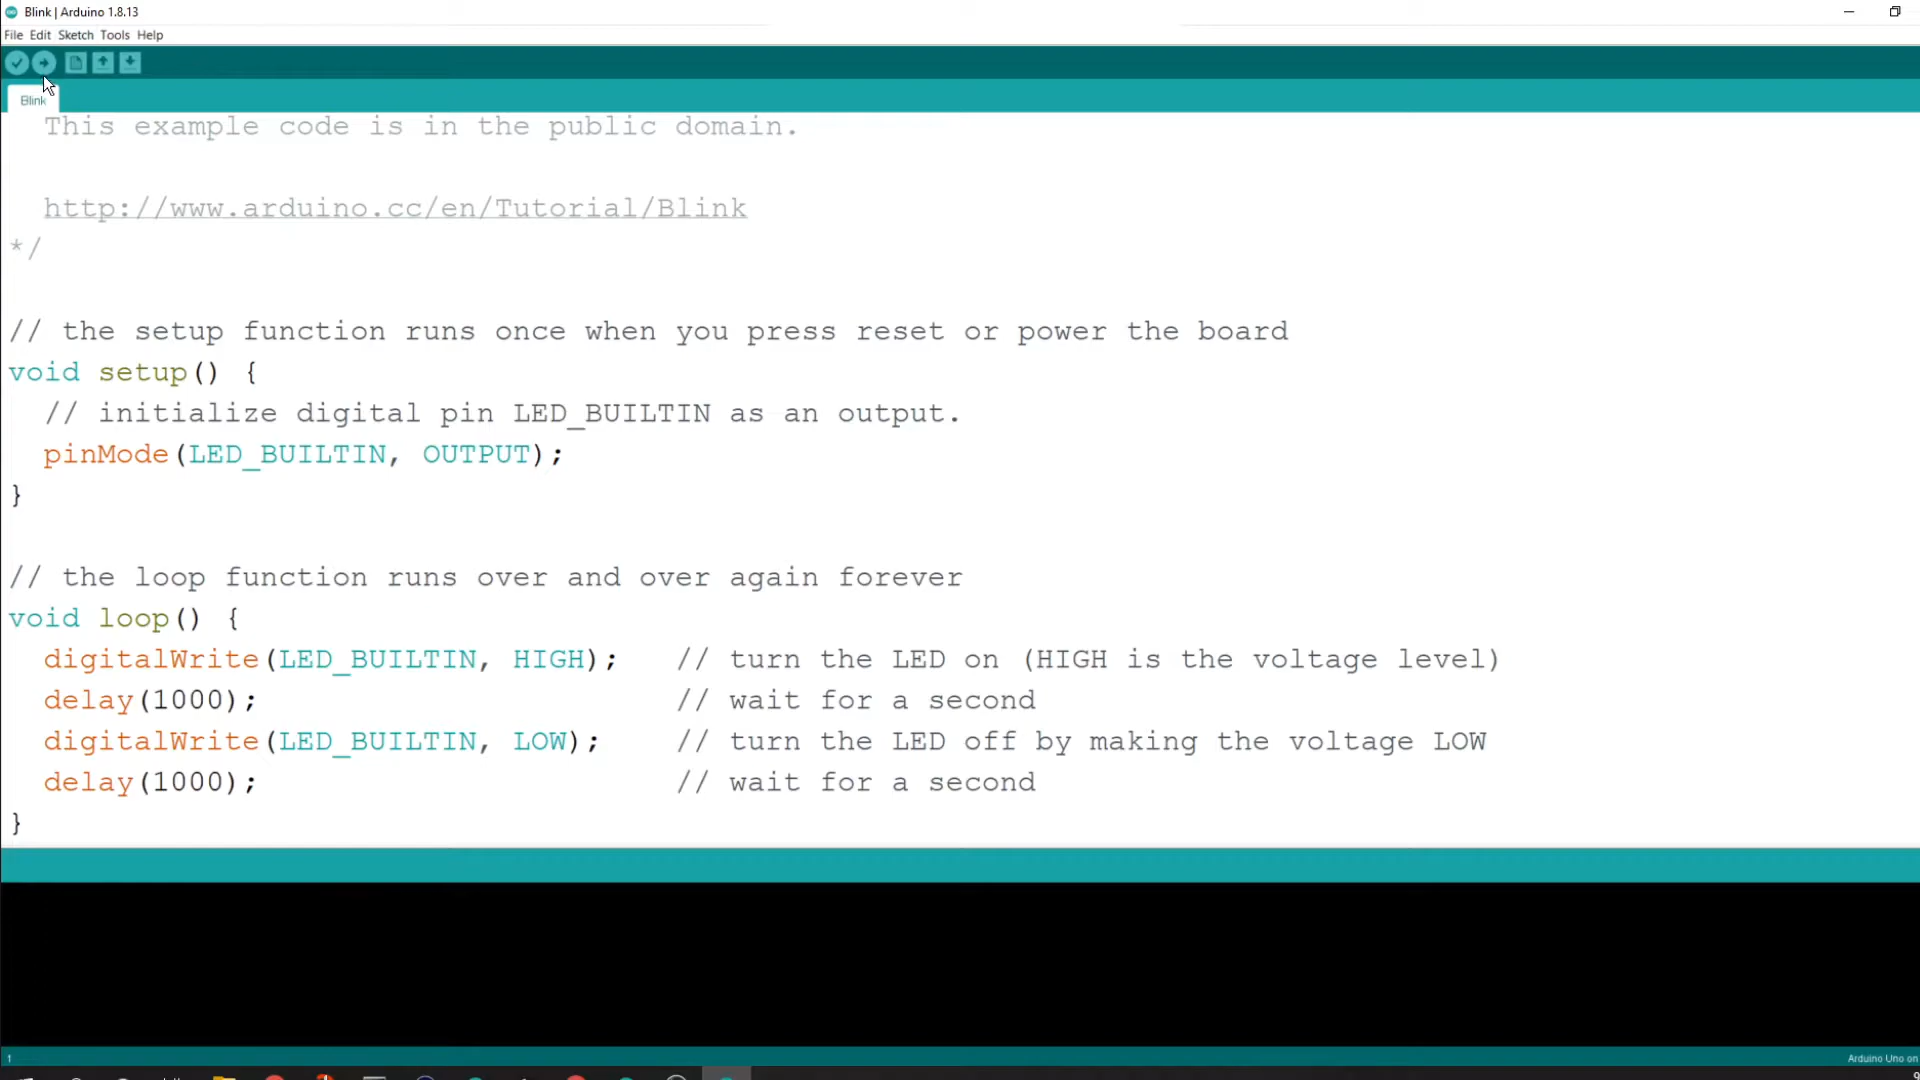 Blink | Arduino 1.8.13
File Edit Sketch Tools Help
Blink
This example code is in the public domain.
http://www.arduino.cc/en/Tutorial/Blink
*/
// the setup function runs once when you press reset or power the board
void setup() {
// initialize digital pin LED_BUILTIN as an output.
pinMode(LED_BUILTIN, OUTPUT);
}
// the loop function runs over and over again forever
void loop() {
digitalWrite(LED_BUILTIN, HIGH);   // turn the LED on (HIGH is the voltage level)
delay(1000);                       // wait for a second
digitalWrite(LED_BUILTIN, LOW);    // turn the LED off by making the voltage LOW
delay(1000);                       // wait for a second
}
1
Arduino Uno on